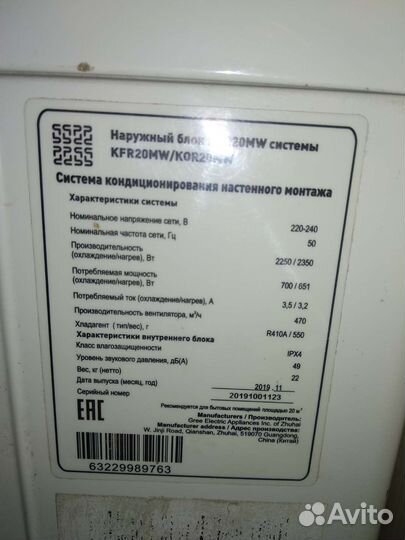 Наружный блок 20MW системы
KFR20MW/KOR20MW
Система кондиционирования настенного монтажа
Характеристики системы
Номинальное напряжение сети, В 220-240
Номинальная частота сети, Гц 50
Производительность
(охлаждение/нагрев), Вт 2250 / 2350
Потребляемая мощность
(охлаждение/нагрев), Вт 700 / 651
Потребляемый ток (охлаждение/нагрев), А 3,5 / 3,2
Производительность вентилятора, м³/ч 470
Хладагент ( тип/вес), г R410A / 550
Характеристики внутреннего блока
Класс влагозащищенности IPX4
Уровень звукового давления, дБ(А) 49
Вес, кг (нетто) 22
Дата выпуска (месяц, год) 2019 . 11
Серийный номер 20191001123
Рекомендуется для бытовых помещений площадью 20 м²
Manufacturers / Производитель:
Gree Electric Appliances Inc. of Zhuhai
Manufacturer address / Адрес производителя:
W. Jinji Road, Qianshan, Zhuhai, 519070 Guangdong,
China (Китай)
EAC
63229989763
Avito